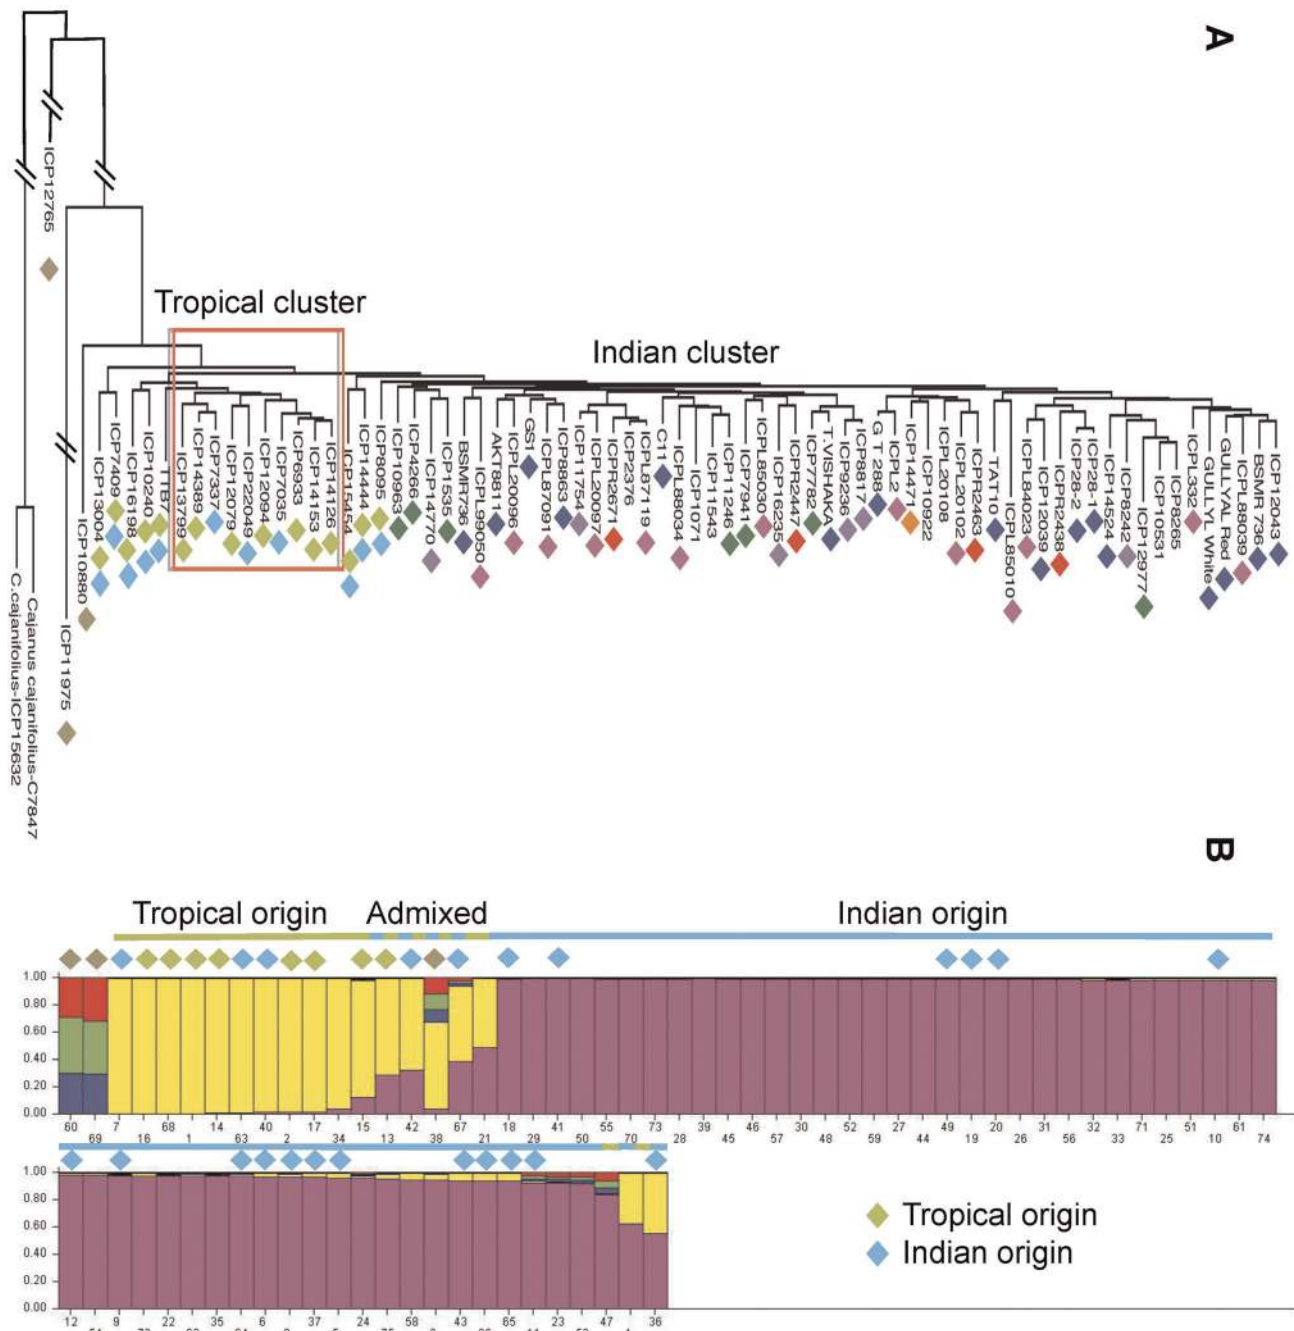 A
ICP12765
Tropical cluster
Indian cluster
ICP11975
Cajanus cajanifolius-C7847
C.cajanifolius-ICP15632
ICP10880
ICP13004
ICP7409
ICP16198
ICP10240
TTB7
ICP13799
ICP14389
ICP7337
ICP12079
ICP22049
ICP12094
ICP7035
ICP6933
ICP14153
ICP14126
ICP15454
ICP14444
ICP8095
ICP10963
ICP4266
ICP14770
ICP1535
BSMR736
ICPL99050
AKT8811
ICPL20096
GS1
ICPL87091
ICP8863
ICP11754
ICPL20097
ICPR2671
ICP2376
ICPL87119
C11
ICPL88034
ICP1071
ICP11543
ICP11246
ICP7941
ICPL85030
ICP16235
ICPR2447
ICP7782
T.VISHAKA
ICP9236
ICP8817
G T 288
ICPL2
ICP14471
ICP10922
ICPL20108
ICPL20102
ICPR2463
TAT10
ICPL85010
ICPL84023
ICP12039
ICPR2438
ICP28-2
ICP28-1
ICP14524
ICP8242
ICP12977
ICP10531
ICP8265
ICPL332
GULLYL White
GULLYAL Red
ICPL88039
BSMR 736
ICP12043
B
Tropical origin Admixed Indian origin
1.00
0.80
0.60
0.40
0.20
0.00
60 7 68 14 40 17 15 42 67 18 41 55 73 39 46 30 52 27 49 20 31 32 71 51 61
69 16 1 35 63 2 34 13 38 21 29 50 70 28 45 57 48 59 44 19 26 56 33 25 10 74
1.00
0.80
0.60
0.40
0.20
0.00
12 9 22 35 6 37 24 58 43 65 23 47 36
Tropical origin
Indian origin